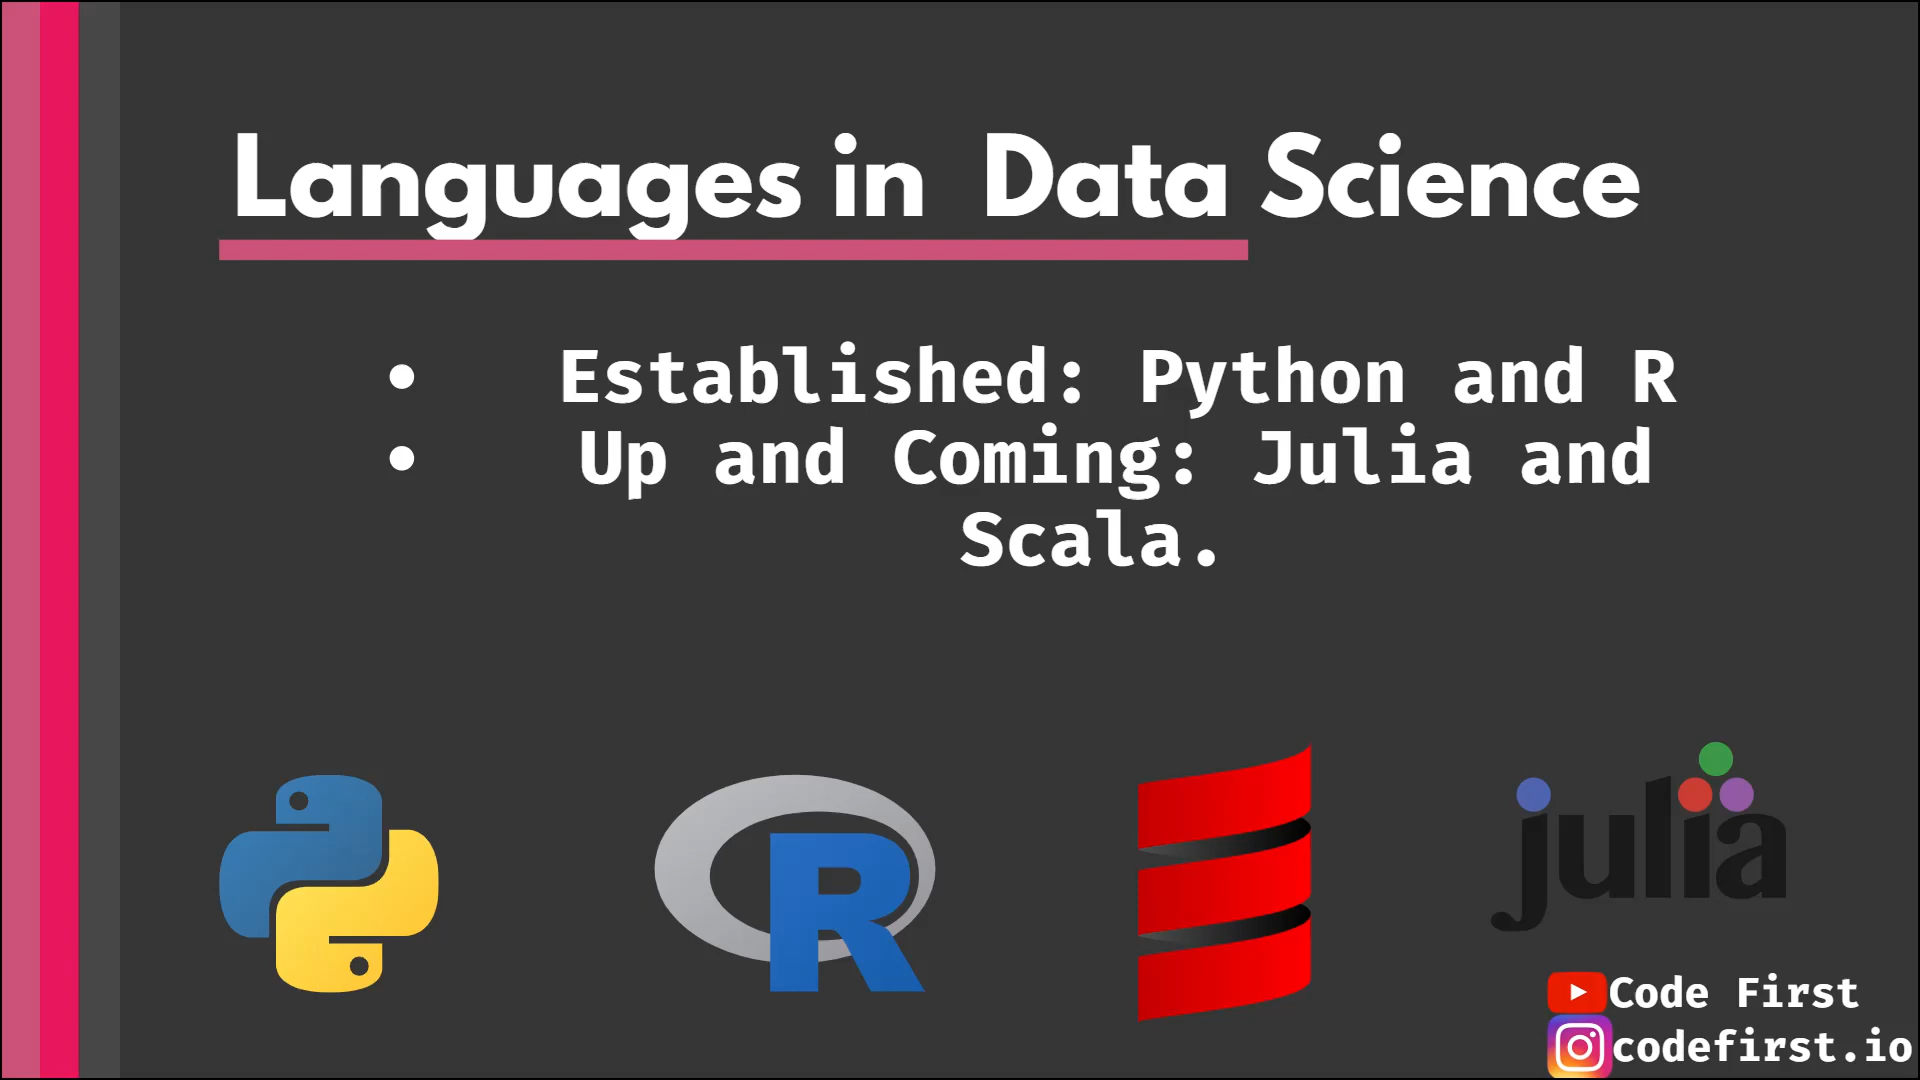 Languages in Data Science
• Established: Python and R
• Up and Coming: Julia and
Scala.
R
julia
Code First
codefirst.io